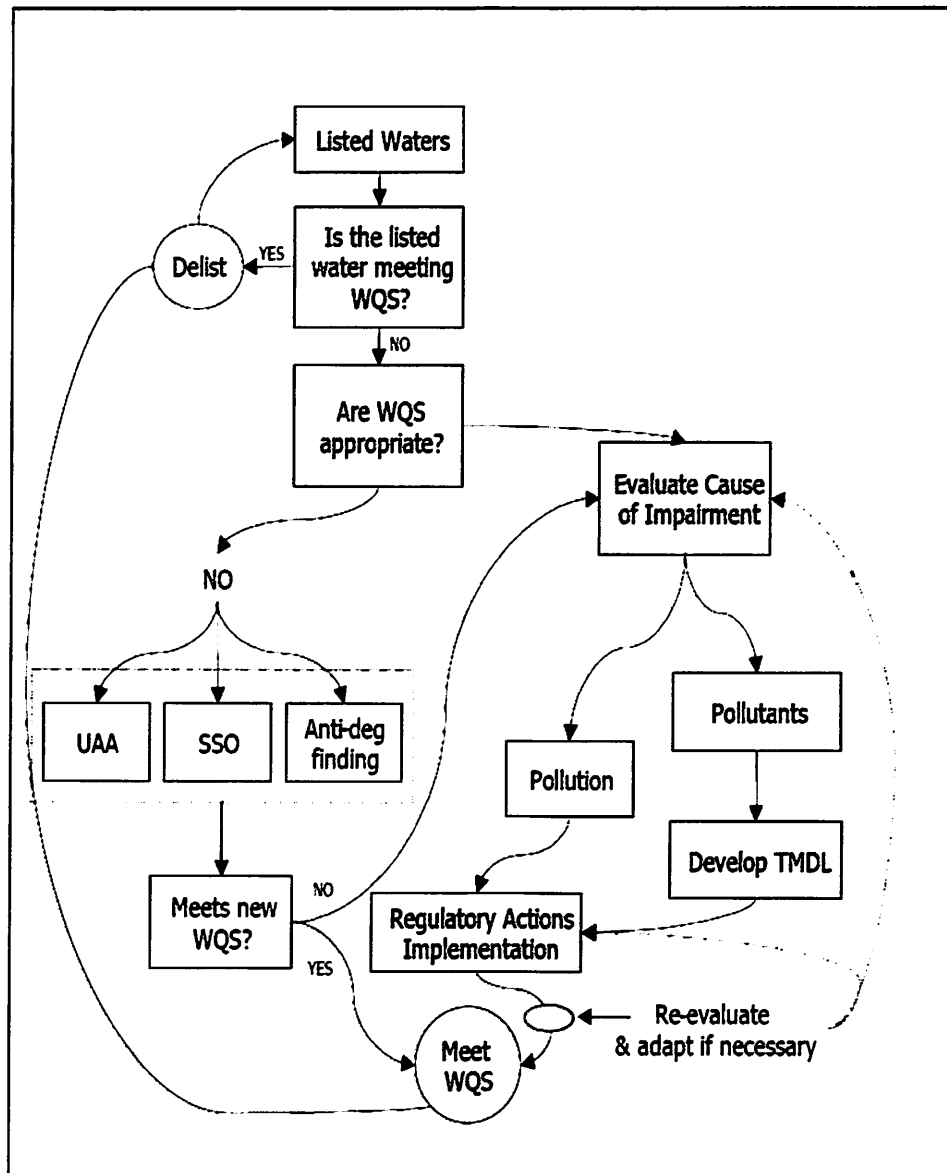 Listed Waters
Is the listed
water meeting
WQS?
YES
Delist
NO
Are WQS
appropriate?
Evaluate Cause
of Impairment
NO
UAA
SSO
Anti-deg
finding
Pollutants
Pollution
Develop TMDL
Meets new
WQS?
NO
YES
Regulatory Actions
Implementation
Re-evaluate
& adapt if necessary
Meet
WQS